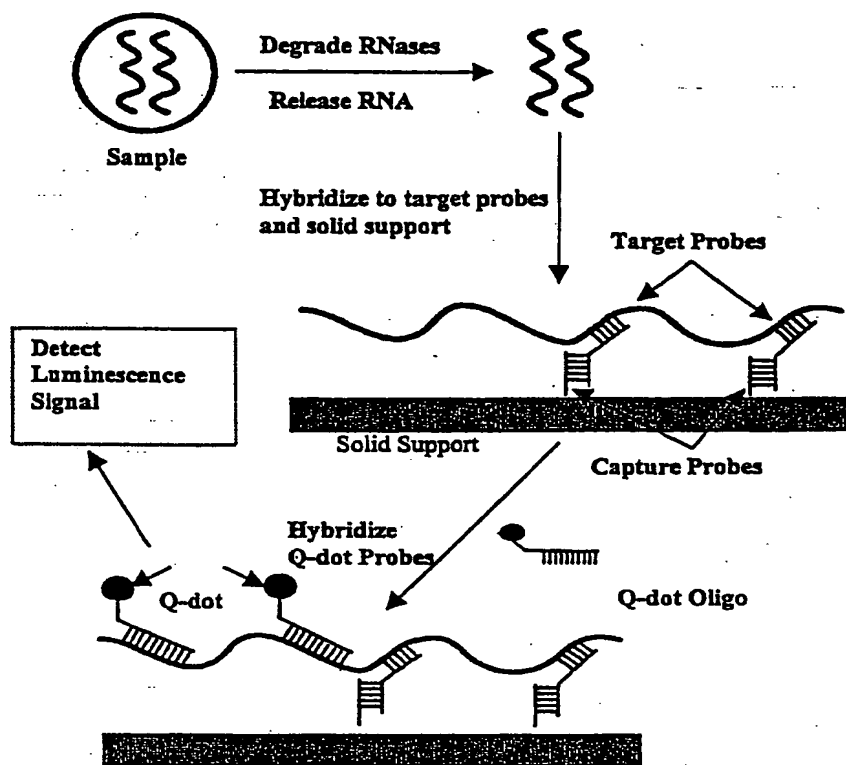 Degrade RNases
Release RNA
Sample
Hybridize to target probes
and solid support
Target Probes
Detect
Luminescence
Signal
Solid Support
Capture Probes
Hybridize
Q-dot Probes
Q-dot
Q-dot Oligo